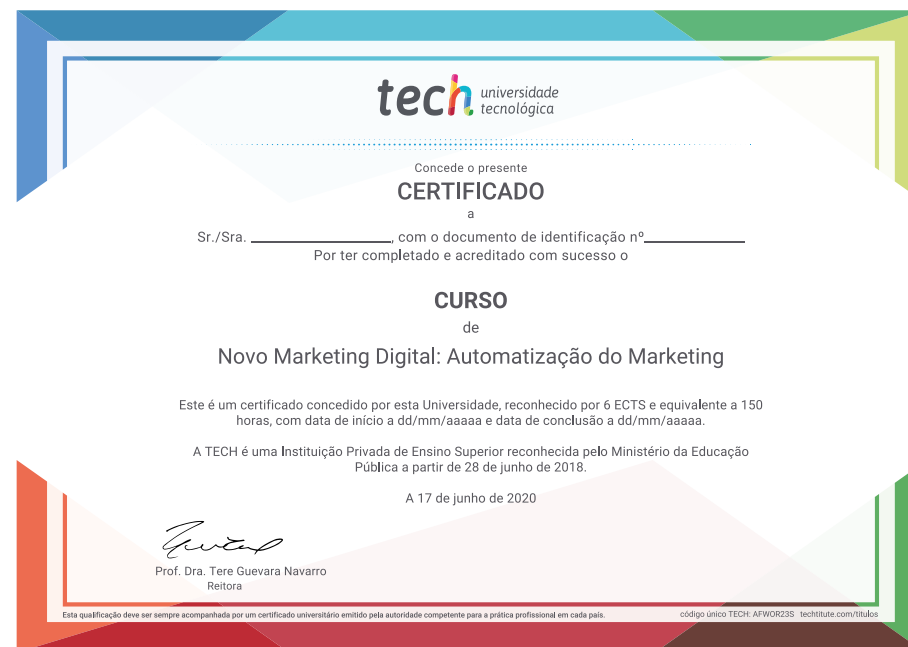 tech universidade
tecnológica
Concede o presente
CERTIFICADO
a
Sr./Sra. ____________________, com o documento de identificação nº______________
Por ter completado e acreditado com sucesso o
CURSO
de
Novo Marketing Digital: Automatização do Marketing
Este é um certificado concedido por esta Universidade, reconhecido por 6 ECTS e equivalente a 150
horas, com data de início a dd/mm/aaaaa e data de conclusão a dd/mm/aaaaa.
A TECH é uma Instituição Privada de Ensino Superior reconhecida pelo Ministério da Educação
Pública a partir de 28 de junho de 2018.
A 17 de junho de 2020
Prof. Dra. Tere Guevara Navarro
Reitora
Esta qualificação deve ser sempre acompanhada por um certificado universitário emitido pela autoridade competente para a prática profissional em cada país.
código único TECH: AFWOR23S techtitute.com/titulos